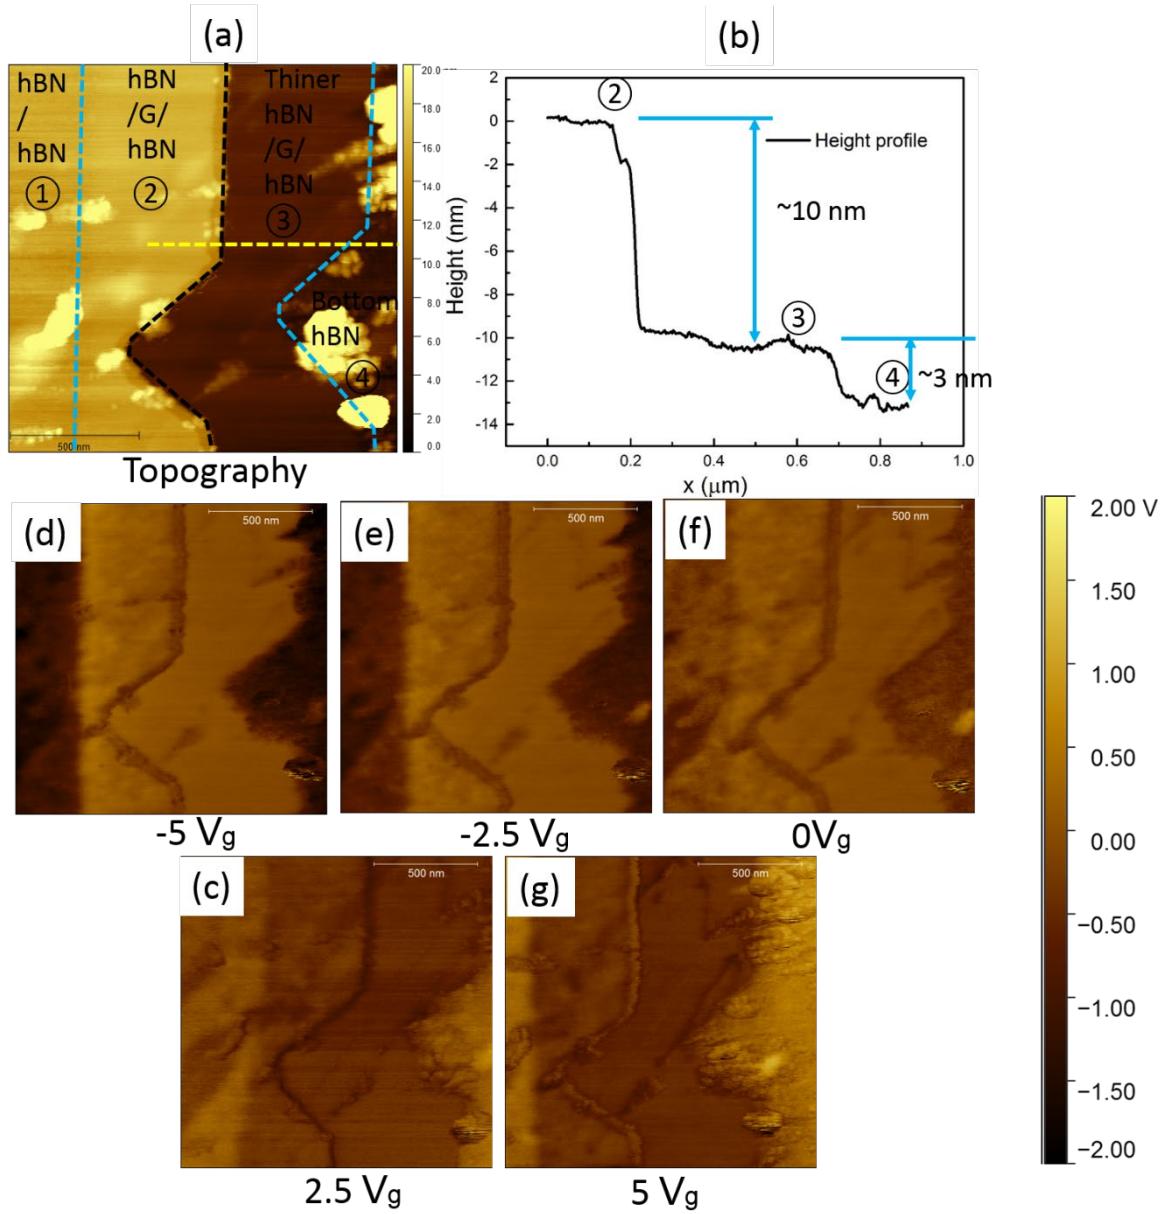 (a)
hBN
/
hBN
①
hBN
/G/
hBN
②
Thiner
hBN
/G/
hBN
③
Bottom
hBN
④
500 nm
20.0
18.0
16.0
14.0
12.0
10.0
8.0
6.0
4.0
2.0
0.0
Topography
(b)
Height (nm)
2
0
-2
-4
-6
-8
-10
-12
-14
②
Height profile
~10 nm
③
④
~3 nm
0.0 0.2 0.4 0.6 0.8 1.0
x (μm)
(d)
500 nm
-5 Vg
(e)
500 nm
-2.5 Vg
(f)
500 nm
0Vg
(c)
500 nm
2.5 Vg
(g)
500 nm
5 Vg
2.00 V
1.50
1.00
0.50
0.00
−0.50
−1.00
−1.50
−2.00